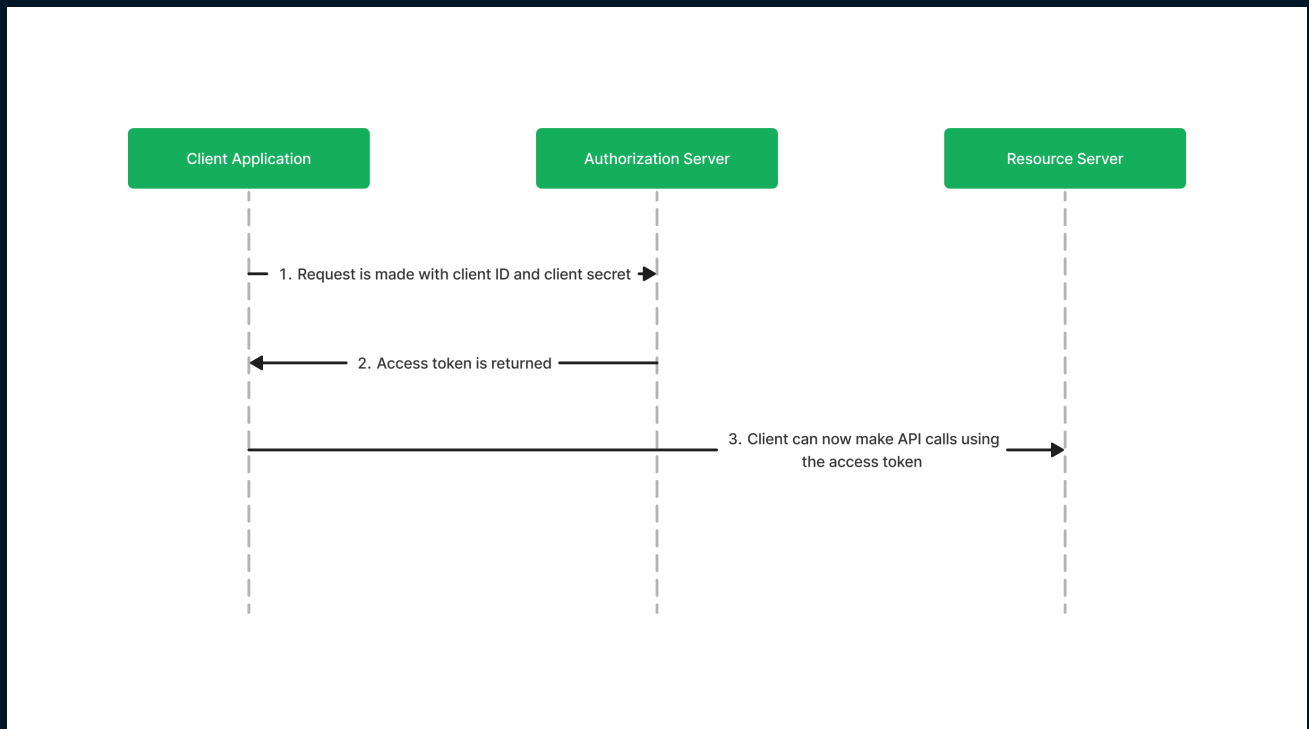 Client Application
Authorization Server
Resource Server
1. Request is made with client ID and client secret
2. Access token is returned
3. Client can now make API calls using
the access token